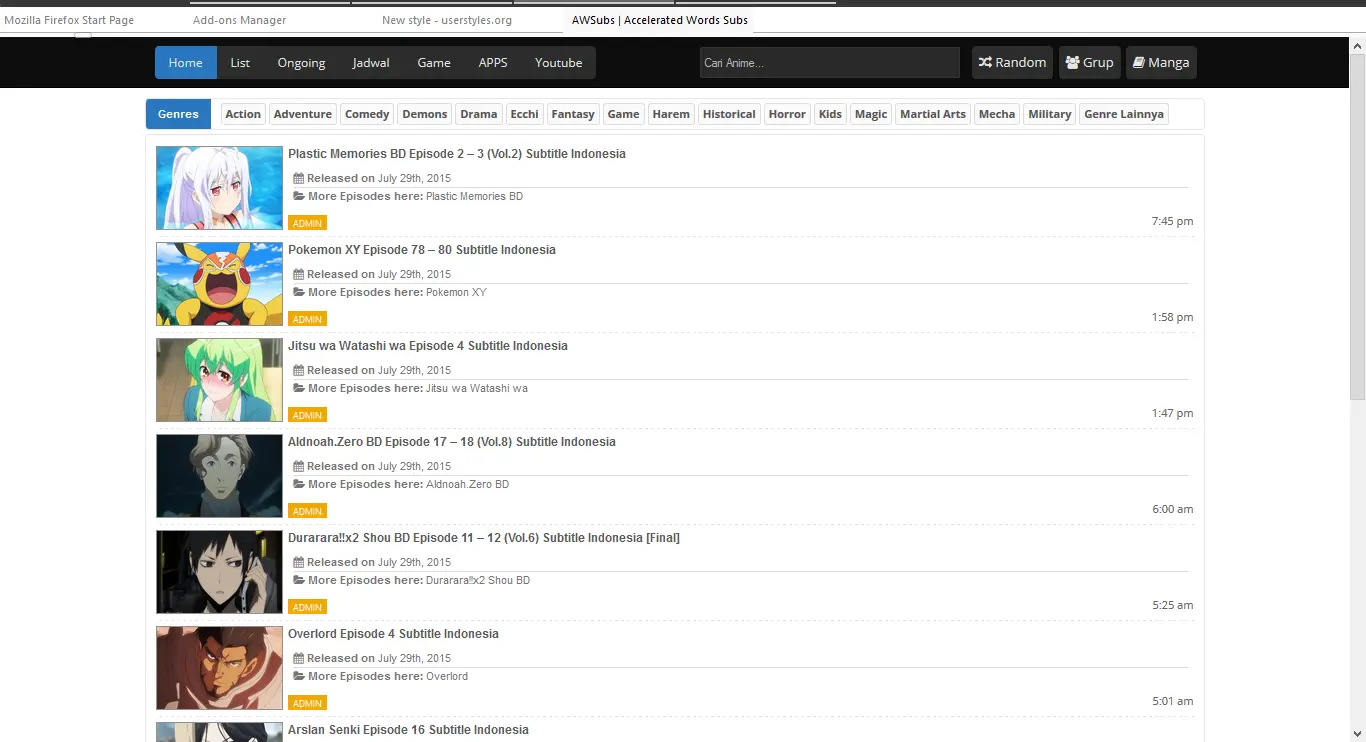 Mozilla Firefox Start Page Add-ons Manager New style - userstyles.org AWSubs | Accelerated Words Subs
Home List Ongoing Jadwal Game APPS Youtube Cari Anime... Random Grup Manga
Genres Action Adventure Comedy Demons Drama Ecchi Fantasy Game Harem Historical Horror Kids Magic Martial Arts Mecha Military Genre Lainnya
Plastic Memories BD Episode 2 – 3 (Vol.2) Subtitle Indonesia
Released on July 29th, 2015
More Episodes here: Plastic Memories BD
ADMIN 7:45 pm
Pokemon XY Episode 78 – 80 Subtitle Indonesia
Released on July 29th, 2015
More Episodes here: Pokemon XY
ADMIN 1:58 pm
Jitsu wa Watashi wa Episode 4 Subtitle Indonesia
Released on July 29th, 2015
More Episodes here: Jitsu wa Watashi wa
ADMIN 1:47 pm
Aldnoah.Zero BD Episode 17 – 18 (Vol.8) Subtitle Indonesia
Released on July 29th, 2015
More Episodes here: Aldnoah.Zero BD
ADMIN 6:00 am
Durarara!!x2 Shou BD Episode 11 – 12 (Vol.6) Subtitle Indonesia [Final]
Released on July 29th, 2015
More Episodes here: Durarara!!x2 Shou BD
ADMIN 5:25 am
Overlord Episode 4 Subtitle Indonesia
Released on July 29th, 2015
More Episodes here: Overlord
ADMIN 5:01 am
Arslan Senki Episode 16 Subtitle Indonesia